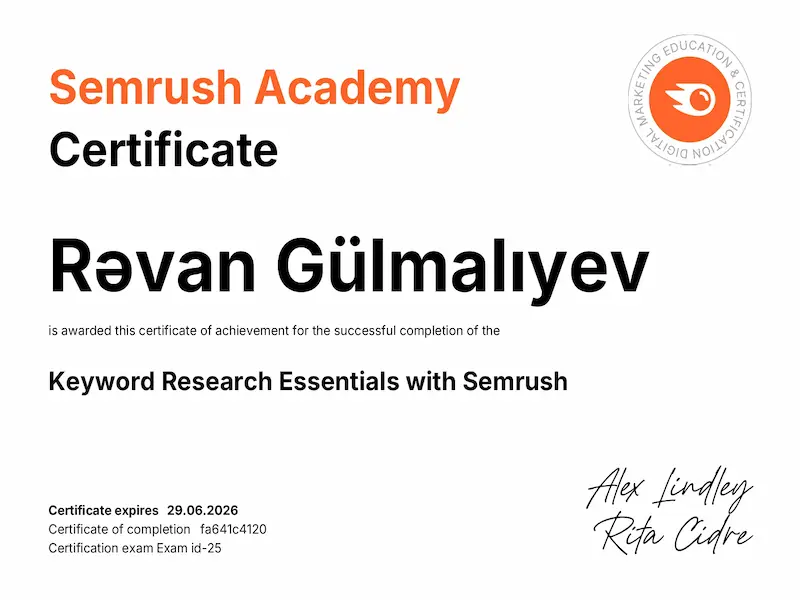 Semrush Academy
Certificate
DIGITAL MARKETING EDUCATION & CERTIFICATION
Rəvan Gülmalıyev
is awarded this certificate of achievement for the successful completion of the
Keyword Research Essentials with Semrush
Certificate expires 29.06.2026
Certificate of completion fa641c4120
Certification exam Exam id-25
Alex Lindley
Rita Cidre